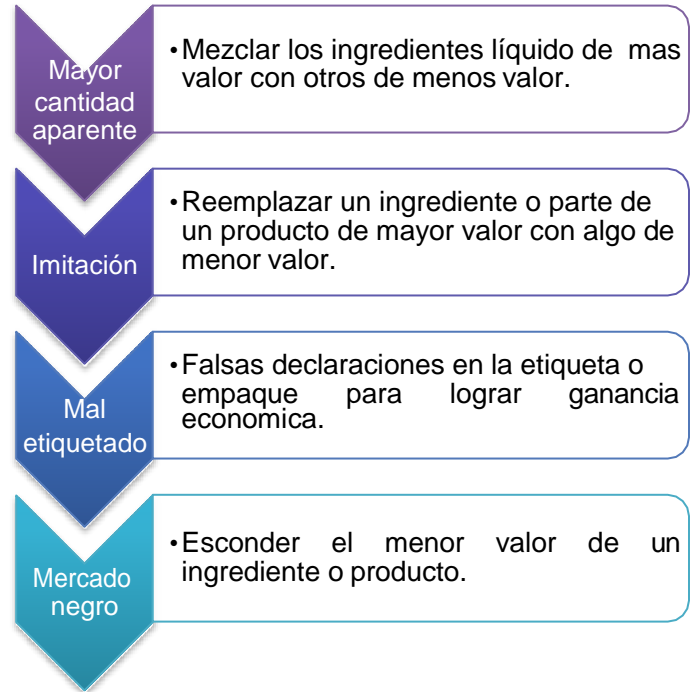 Mayor
cantidad
aparente
•Mezclar los ingredientes líquido de mas
valor con otros de menos valor.
Imitación
•Reemplazar un ingrediente o parte de
un producto de mayor valor con algo de
menor valor.
Mal
etiquetado
•Falsas declaraciones en la etiqueta o
empaque para lograr ganancia
economica.
Mercado
negro
•Esconder el menor valor de un
ingrediente o producto.